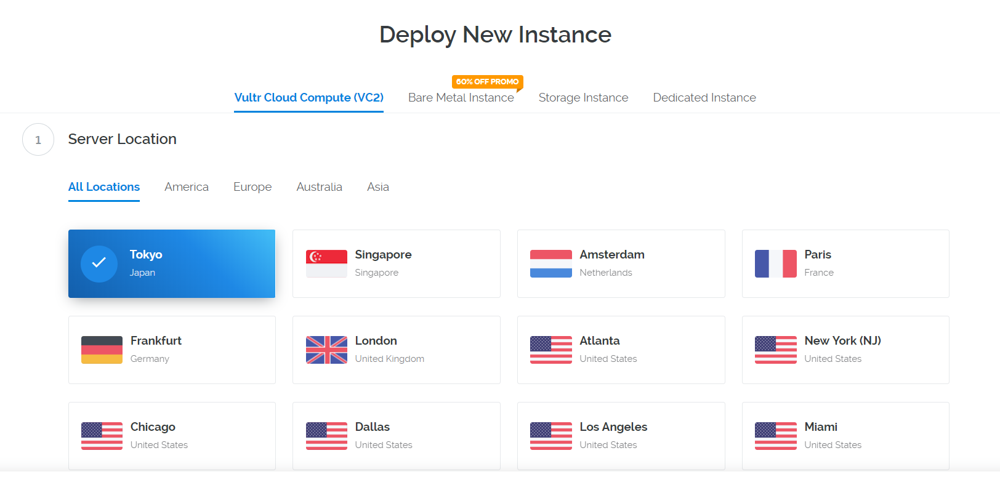 Deploy New Instance
60% OFF PROMO
Vultr Cloud Compute (VC2)
Bare Metal Instance
Storage Instance
Dedicated Instance
1
Server Location
All Locations
America
Europe
Australia
Asia
Tokyo
Japan
Singapore
Singapore
Amsterdam
Netherlands
Paris
France
Frankfurt
Germany
London
United Kingdom
Atlanta
United States
New York (NJ)
United States
Chicago
United States
Dallas
United States
Los Angeles
United States
Miami
United States